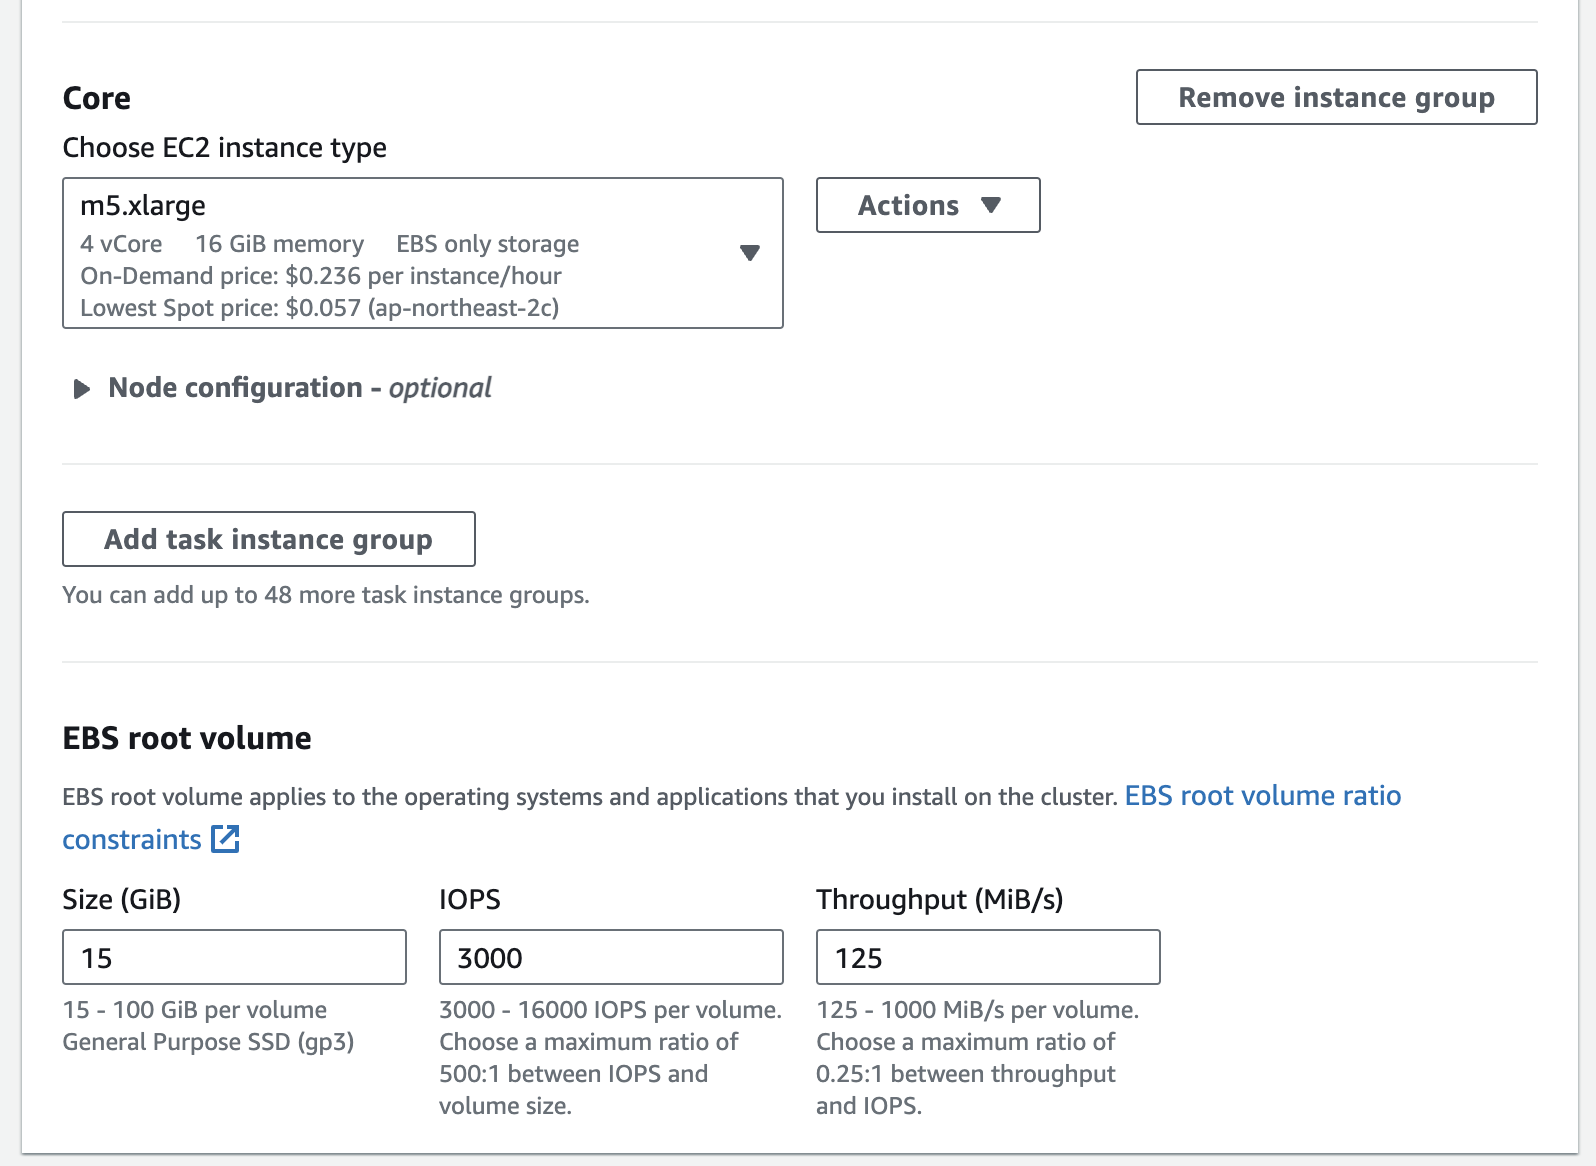 Core
Remove instance group
Choose EC2 instance type
m5.xlarge
4 vCore 16 GiB memory EBS only storage
On-Demand price: $0.236 per instance/hour
Lowest Spot price: $0.057 (ap-northeast-2c)
Actions
Node configuration - optional
Add task instance group
You can add up to 48 more task instance groups.
EBS root volume
EBS root volume applies to the operating systems and applications that you install on the cluster. EBS root volume ratio
constraints
Size (GiB)
15
15 - 100 GiB per volume
General Purpose SSD (gp3)
IOPS
3000
3000 - 16000 IOPS per volume.
Choose a maximum ratio of
500:1 between IOPS and
volume size.
Throughput (MiB/s)
125
125 - 1000 MiB/s per volume.
Choose a maximum ratio of
0.25:1 between throughput
and IOPS.